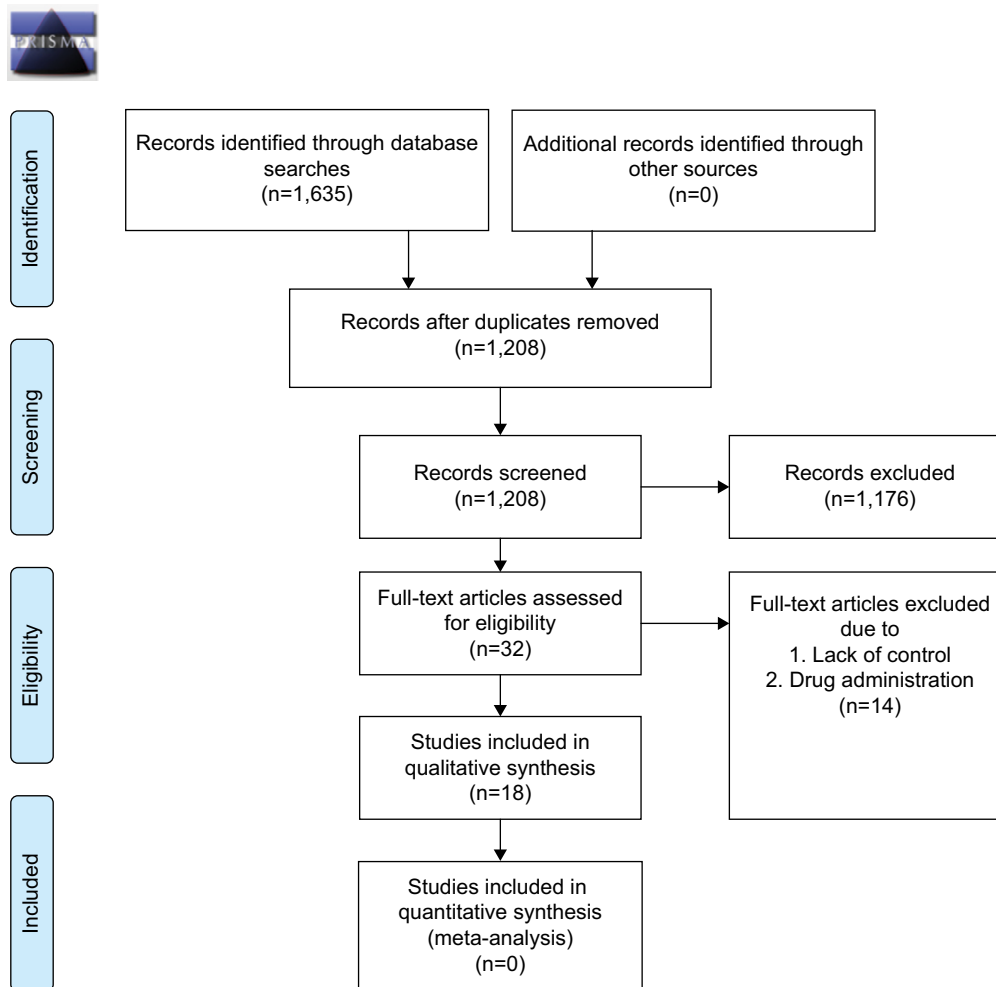 PRISMA
Identification
Records identified through database
searches
(n=1,635)
Additional records identified through
other sources
(n=0)
Records after duplicates removed
(n=1,208)
Screening
Records screened
(n=1,208)
Records excluded
(n=1,176)
Eligibility
Full-text articles assessed
for eligibility
(n=32)
Full-text articles excluded
due to
1. Lack of control
2. Drug administration
(n=14)
Studies included in
qualitative synthesis
(n=18)
Included
Studies included in
quantitative synthesis
(meta-analysis)
(n=0)